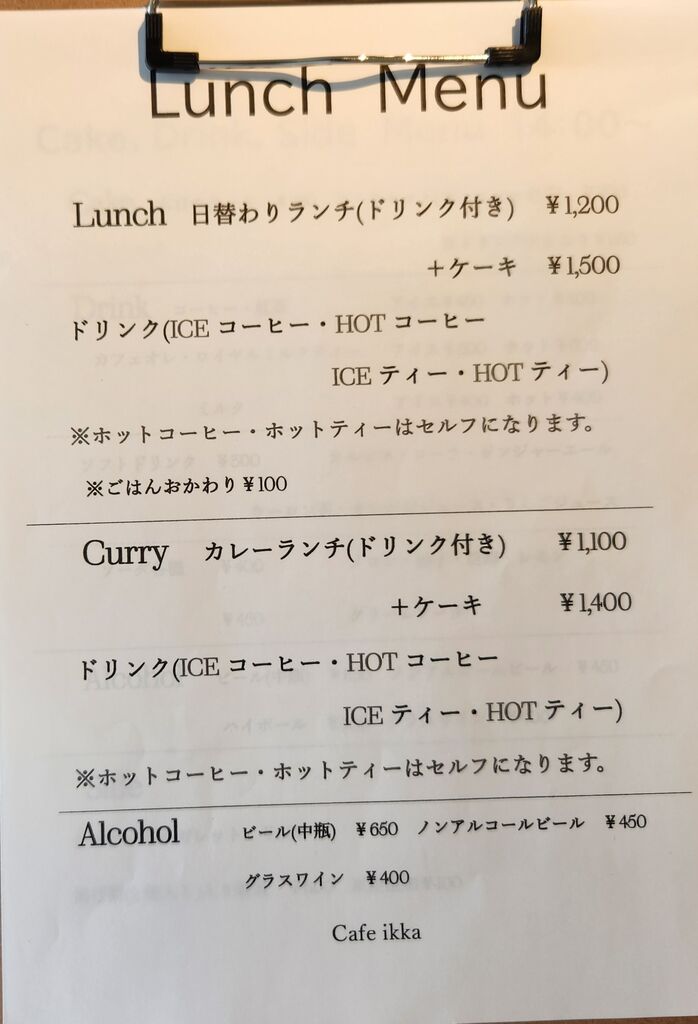 Lunch Menu
Lunch 日替わりランチ(ドリンク付き) ¥1,200
+ケーキ ¥1,500
ドリンク(ICE コーヒー・HOT コーヒー
ICE ティー・HOT ティー)
※ホットコーヒー・ホットティーはセルフになります。
※ごはんおかわり¥100
Curry カレーランチ(ドリンク付き) ¥1,100
+ケーキ ¥1,400
ドリンク(ICE コーヒー・HOT コーヒー
ICE ティー・HOT ティー)
※ホットコーヒー・ホットティーはセルフになります。
Alcohol ビール(中瓶) ¥650 ノンアルコールビール ¥450
グラスワイン ¥400
Cafe ikka